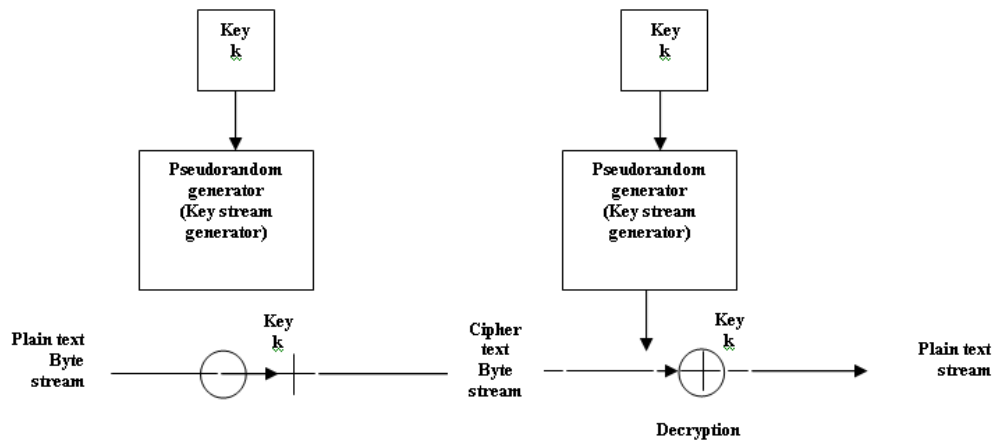 Key
k
Key
k
Pseudorandom
generator
(Key stream
generator)
Pseudorandom
generator
(Key stream
generator)
Plain text
Byte
stream
Key
k
Cipher
text
Byte
stream
Key
k
Plain text
stream
Decryption